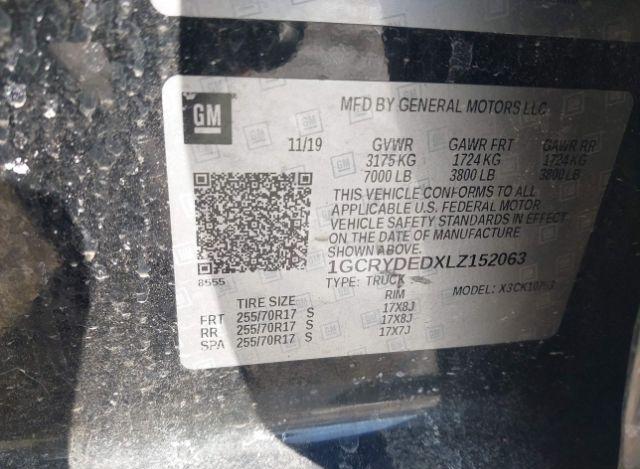 GM
MFD BY GENERAL MOTORS LLC
11/19 GVWR GAWR FRT GAWR RR
3175 KG 1724 KG 1724 KG
7000 LB 3800 LB 3800 LB
THIS VEHICLE CONFORMS TO ALL
APPLICABLE U.S. FEDERAL MOTOR
VEHICLE SAFETY STANDARDS IN EFFECT
ON THE DATE OF MANUFACTURE
SHOWN ABOVE.
8555
1GCRYDEDXLZ152063
TYPE: TRUCK MODEL: X3CK10753
TIRE SIZE RIM
FRT 255/70R17 S 17X8J
RR 255/70R17 S 17X8J
SPA 255/70R17 S 17X7J